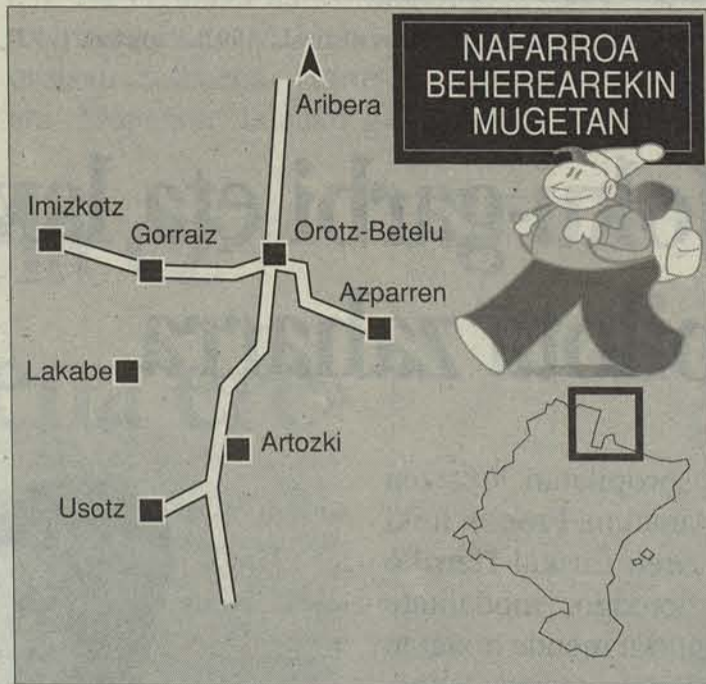 NAFARROA
BEHEREAREKIN
MUGETAN
Aribera
Imizkotz
Gorraiz
Orotz-Betelu
Azparren
Lakabe
Artozki
Usotz